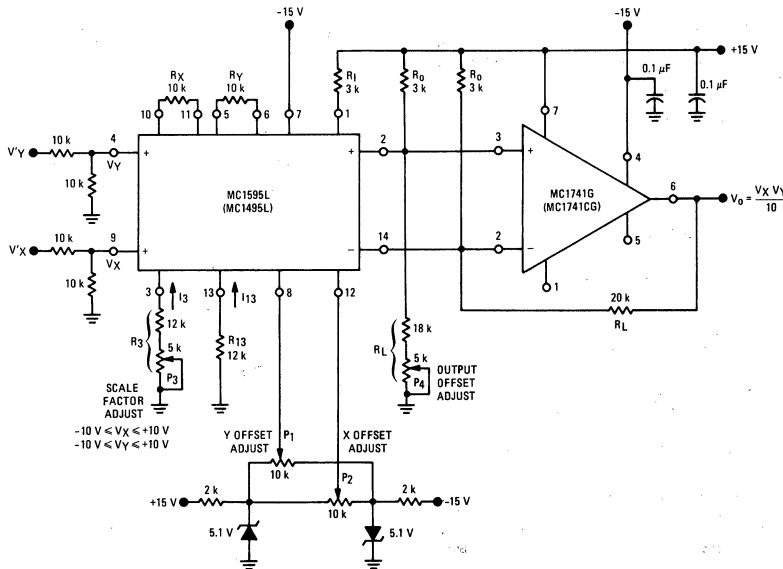 -15 V
-15 V
+15 V
RX
10 k
RY
10 k
RI
3 k
Ro
3 k
Ro
3 k
0.1 µF
0.1 µF
10
11
5
6
7
1
7
V'Y
10 k
4
VY
10 k
+
MC1595L
(MC1495L)
+
2
3
+
MC1741G
(MC1741CG)
4
6
Vo = VX VY
10
5
V'X
10 k
9
VX
10 k
+
-
14
2
-
1
3
I3
13
I13
8
12
20 k
RL
R3
12 k
5 k
P3
R13
12 k
RL
18 k
5 k
P4
OUTPUT
OFFSET
ADJUST
SCALE
FACTOR
ADJUST
-10 V ≤ VX ≤ +10 V
-10 V ≤ VY ≤ +10 V
Y OFFSET
ADJUST
P1
X OFFSET
ADJUST
10 k
P2
+15 V
2 k
10 k
2 k
-15 V
5.1 V
5.1 V